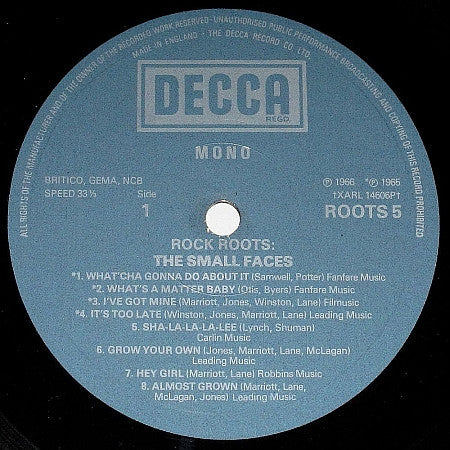 ALL RIGHTS OF THE MANUFACTURER AND OF THE OWNER OF THE RECORDED WORK RESERVED-UNAUTHORISED PUBLIC PERFORMANCE BROADCASTING AND COPYING OF THIS RECORD PROHIBITED
MADE IN ENGLAND · THE DECCA RECORD CO. LTD.
DECCA
REGD.
MONO
BRITICO, GEMA, NCB
SPEED 33⅓ Side
1
℗ 1966 *℗ 1965
†XARL 14606P†
ROOTS 5
ROCK ROOTS:
THE SMALL FACES
*1. WHAT'CHA GONNA DO ABOUT IT (Samwell, Potter) Fanfare Music
*2. WHAT'S A MATTER BABY (Otis, Byers) Fanfare Music
*3. I'VE GOT MINE (Marriott, Jones, Winston, Lane) Filmusic
*4. IT'S TOO LATE (Winston, Jones, Marriott, Lane) Leading Music
5. SHA-LA-LA-LA-LEE (Lynch, Shuman)
Carlin Music
6. GROW YOUR OWN (Jones, Marriott, Lane, McLagan)
Leading Music
7. HEY GIRL (Marriott, Lane) Robbins Music
8. ALMOST GROWN (Marriott, Lane,
McLagan, Jones) Leading Music